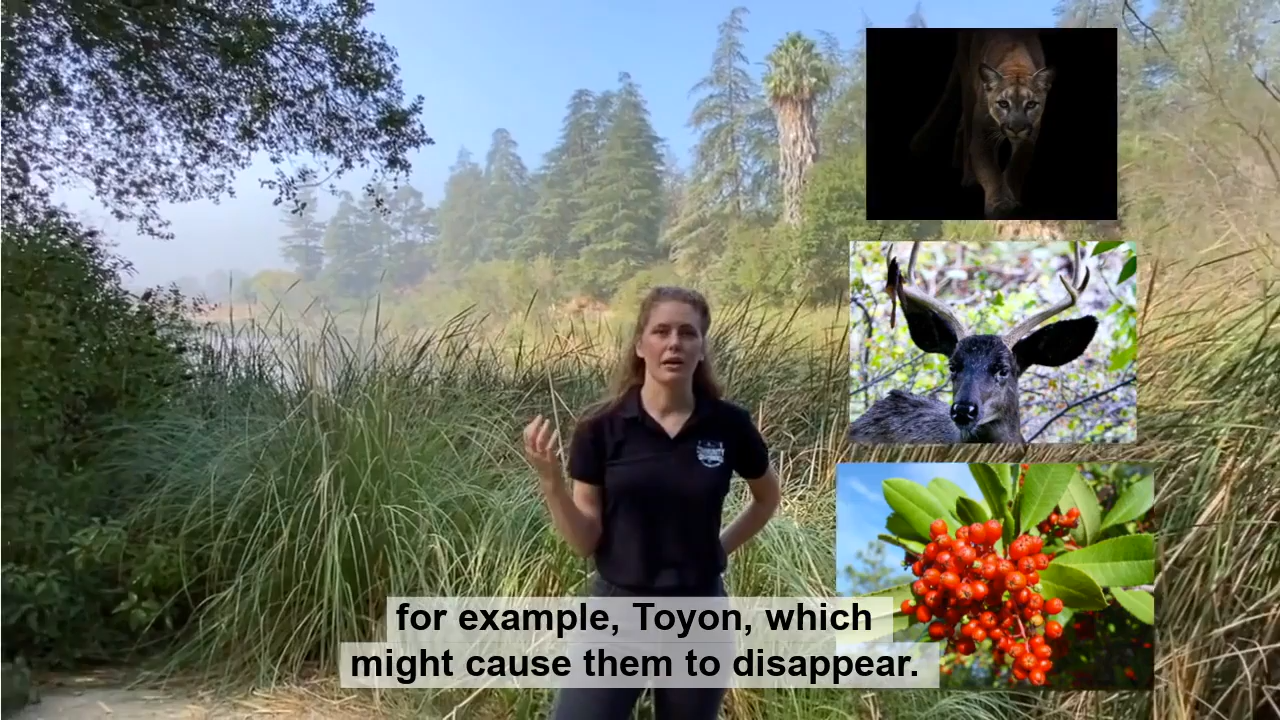 for example, Toyon, which
might cause them to disappear.